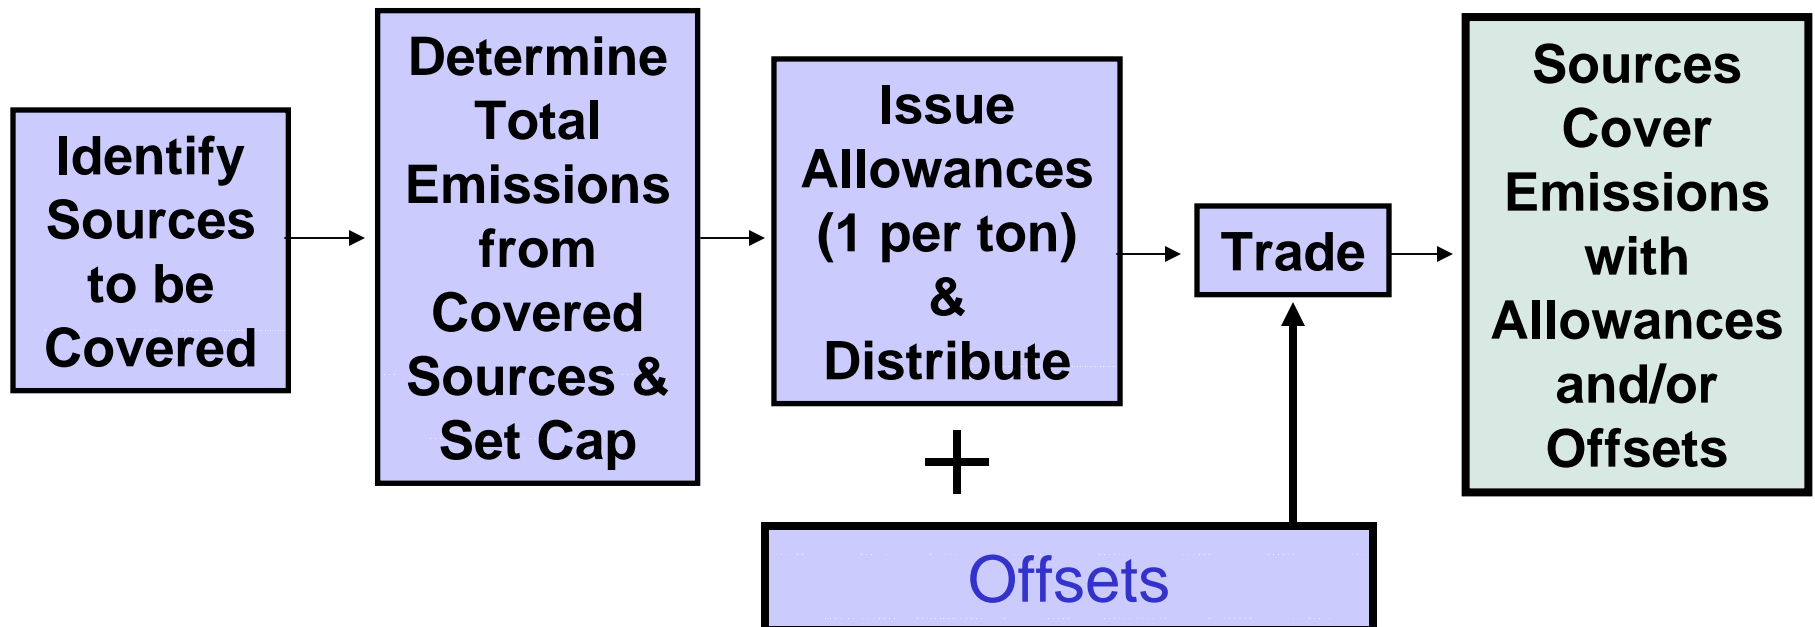 Identify
Sources
to be
Covered
Determine
Total
Emissions
from
Covered
Sources &
Set Cap
Issue
Allowances
(1 per ton)
&
Distribute
+
Offsets
Trade
Sources
Cover
Emissions
with
Allowances
and/or
Offsets